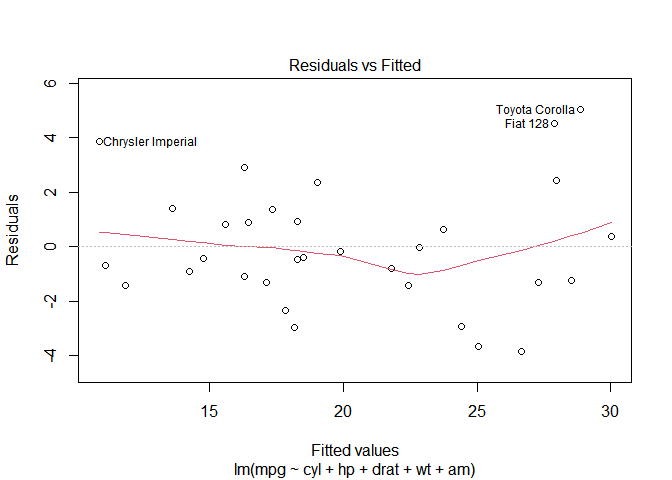 Residuals vs Fitted
Residuals
6
4
2
0
-2
-4
Toyota Corolla
Fiat 128
Chrysler Imperial
15
20
25
30
Fitted values
lm(mpg ~ cyl + hp + drat + wt + am)